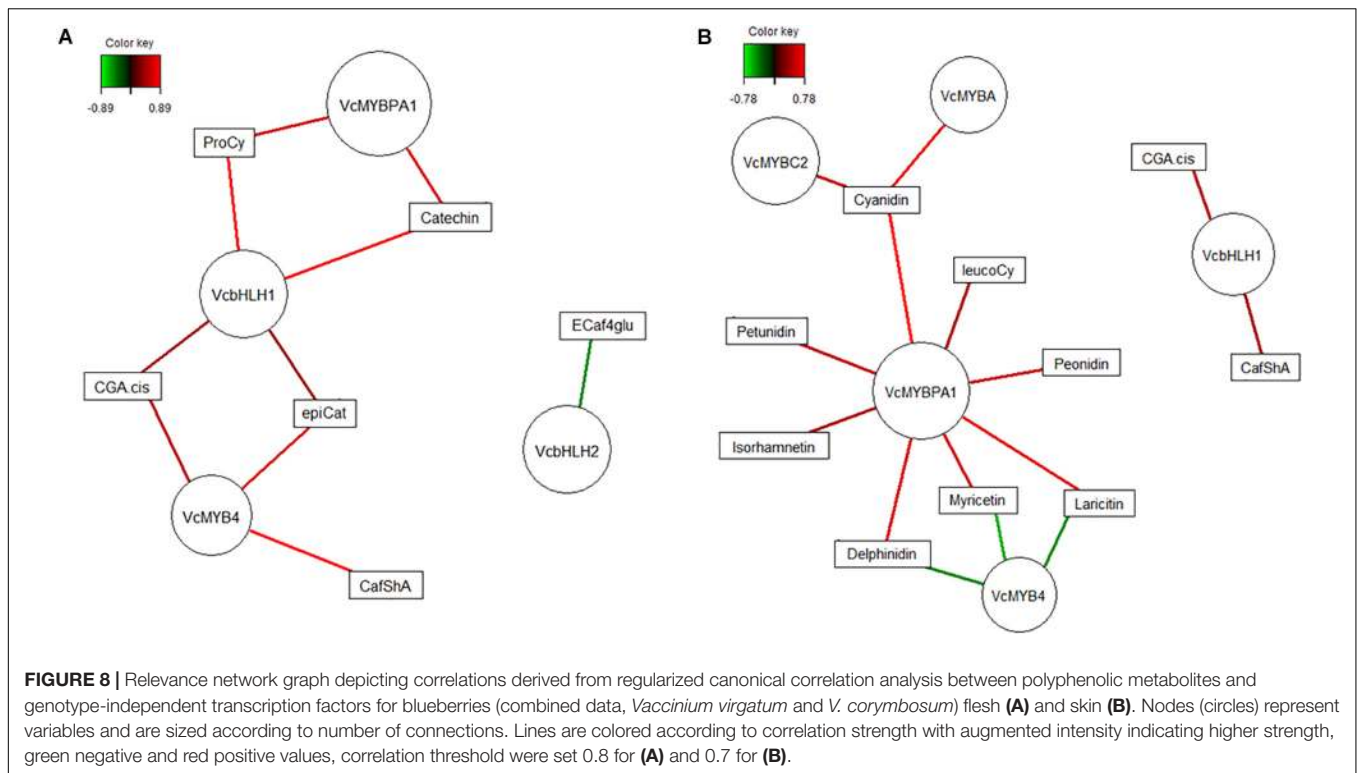 A
Color key
-0.89 0.89
VcMYBPA1
ProCy
Catechin
VcbHLH1
ECaf4glu
CGA.cis
epiCat
VcbHLH2
VcMYB4
CafShA
B
Color key
-0.78 0.78
VcMYBA
VcMYBC2
CGA.cis
Cyanidin
VcbHLH1
leucoCy
Petunidin
Peonidin
CafShA
VcMYBPA1
Isorhamnetin
Myricetin
Laricitin
Delphinidin
VcMYB4
FIGURE 8 | Relevance network graph depicting correlations derived from regularized canonical correlation analysis between polyphenolic metabolites and
genotype-independent transcription factors for blueberries (combined data, Vaccinium virgatum and V. corymbosum) flesh (A) and skin (B). Nodes (circles) represent
variables and are sized according to number of connections. Lines are colored according to correlation strength with augmented intensity indicating higher strength,
green negative and red positive values, correlation threshold were set 0.8 for (A) and 0.7 for (B).